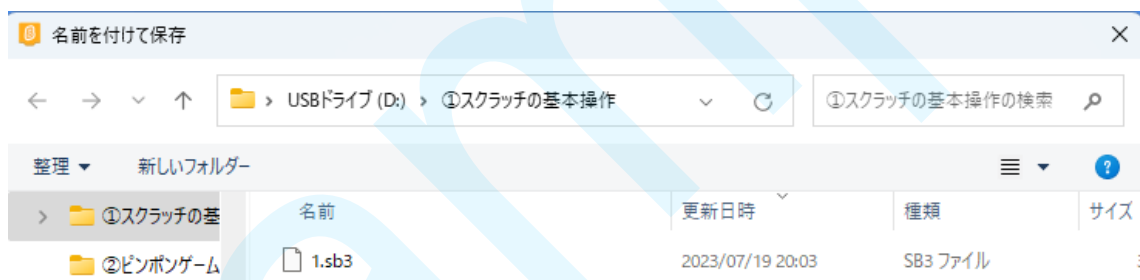 名前を付けて保存
USBドライブ (D:) › ①スクラッチの基本操作
①スクラッチの基本操作の検索
整理 新しいフォルダー
①スクラッチの基 名前 更新日時 種類 サイズ
②ピンポンゲーム 1.sb3 2023/07/19 20:03 SB3 ファイル